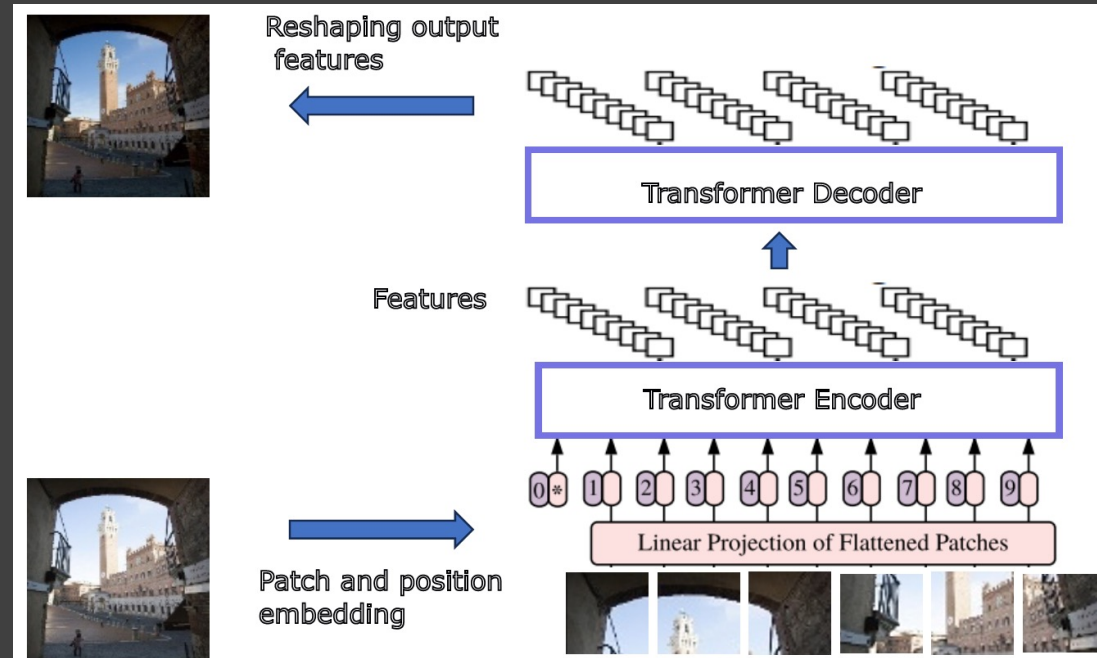 Reshaping output
features
Transformer Decoder
Features
Transformer Encoder
0 * 1 2 3 4 5 6 7 8 9
Linear Projection of Flattened Patches
Patch and position
embedding